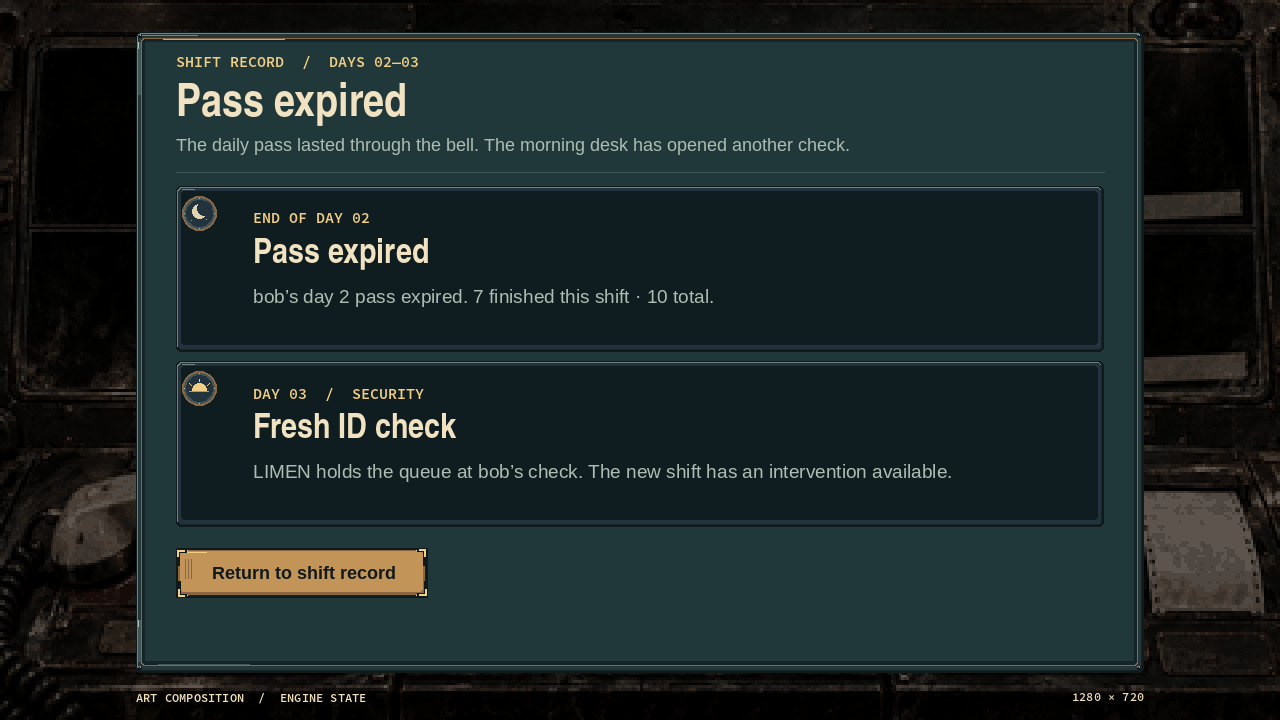 SHIFT RECORD / DAYS 02–03
Pass expired
The daily pass lasted through the bell. The morning desk has opened another check.
END OF DAY 02
Pass expired
bob’s day 2 pass expired. 7 finished this shift · 10 total.
DAY 03 / SECURITY
Fresh ID check
LIMEN holds the queue at bob’s check. The new shift has an intervention available.
Return to shift record
ART COMPOSITION / ENGINE STATE
1280 × 720